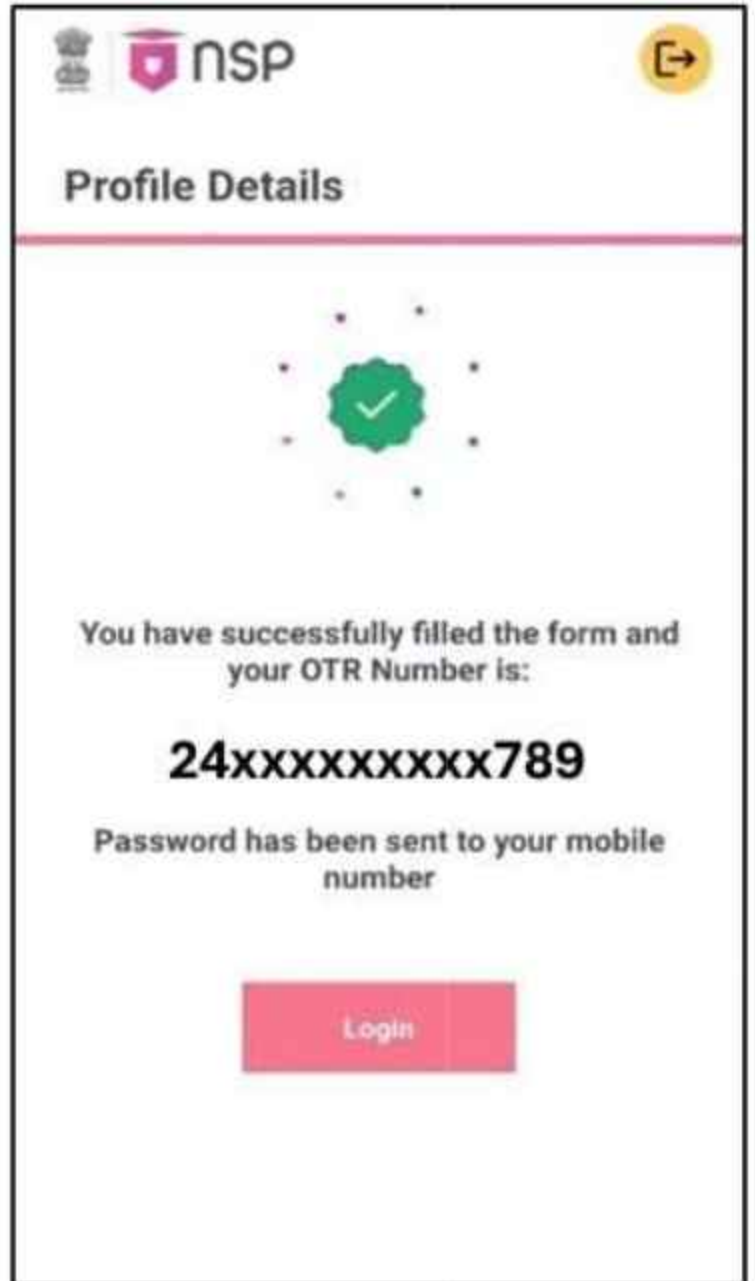 nsp
Profile Details
You have successfully filled the form and
your OTR Number is:
24xxxxxxxxx789
Password has been sent to your mobile
number
Login